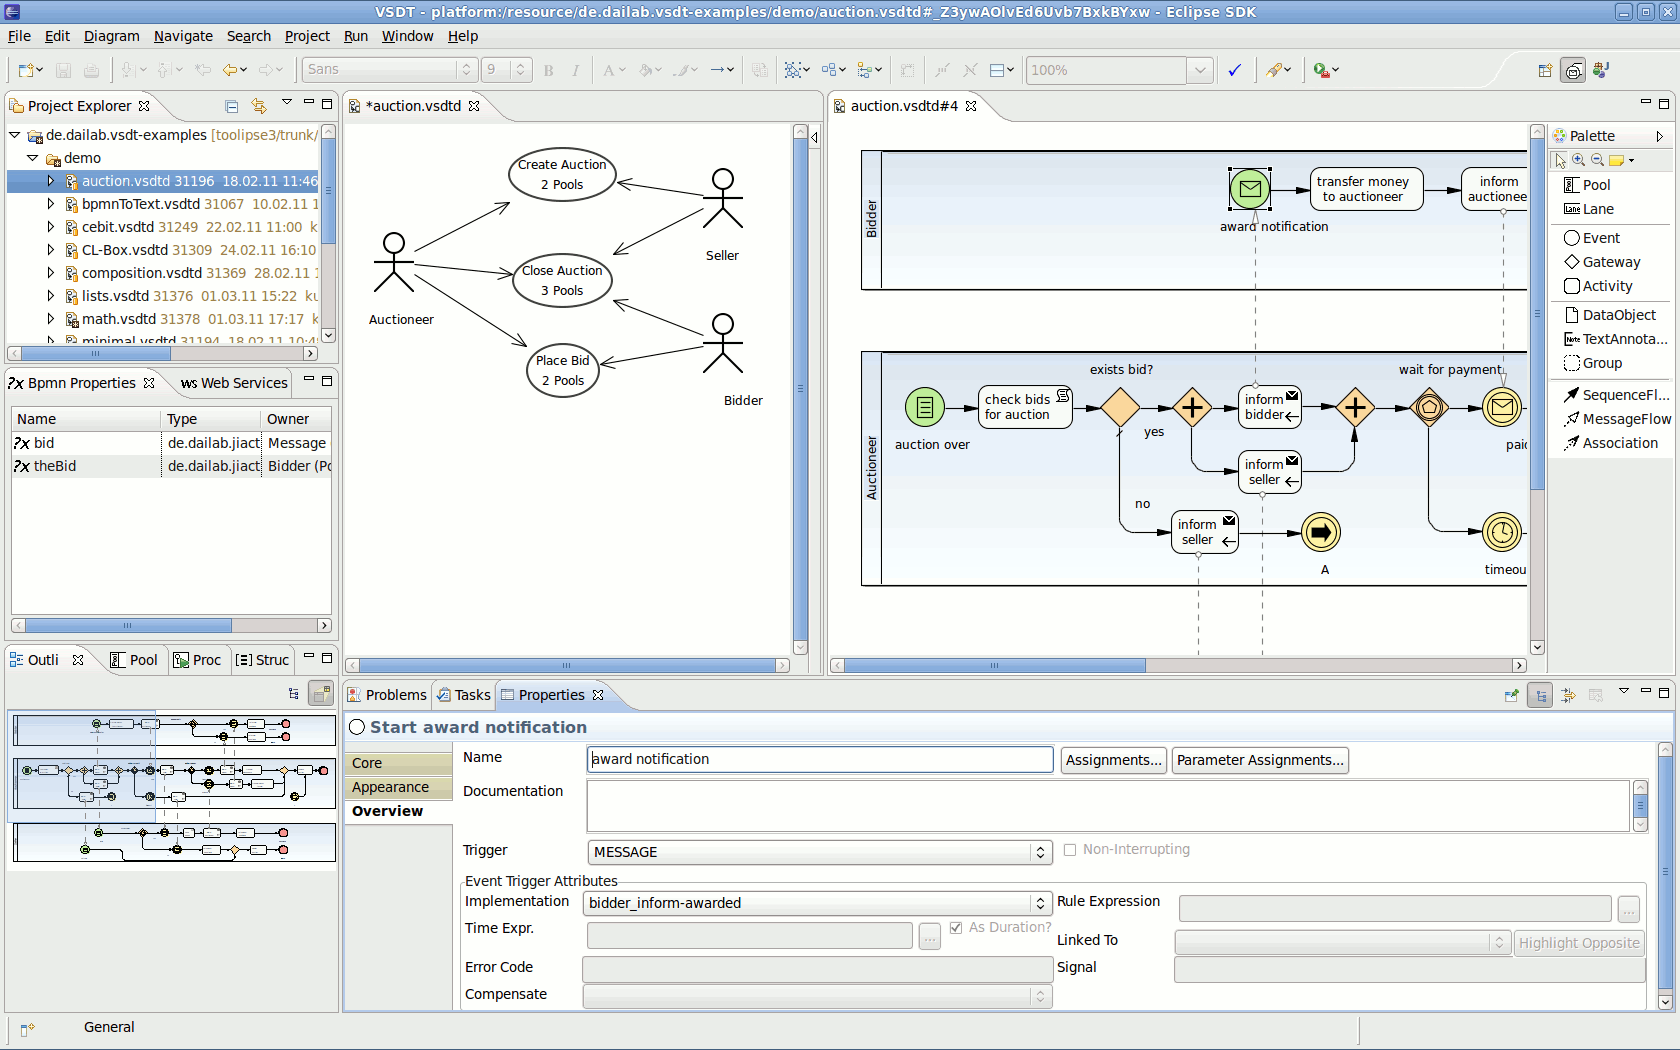 VSDT - platform:/resource/de.dailab.vsdt-examples/demo/auction.vsdtd#_Z3ywAOlvEd6Uvb7BxkBYxw - Eclipse SDK
File Edit Diagram Navigate Search Project Run Window Help
Sans 9 B I A 100%
Project Explorer
de.dailab.vsdt-examples [toolipse3/trunk/
demo
auction.vsdtd 31196 18.02.11 11:46
bpmnToText.vsdtd 31067 10.02.11 1
cebit.vsdtd 31249 22.02.11 11:00 k
CL-Box.vsdtd 31309 24.02.11 16:10
composition.vsdtd 31369 28.02.11 1
lists.vsdtd 31376 01.03.11 15:22 ku
math.vsdtd 31378 01.03.11 17:17 k
minimal.vsdtd 31194 18.02.11 10:4
Bpmn Properties
Web Services
Name Type Owner
bid de.dailab.jiact Message
theBid de.dailab.jiact Bidder (Po
Outli Pool Proc Struc
*auction.vsdtd
Create Auction
2 Pools
Seller
Close Auction
3 Pools
Auctioneer
Place Bid
2 Pools
Bidder
auction.vsdtd#4
Bidder
award notification
transfer money
to auctioneer
inform
auctionee
Auctioneer
auction over
check bids
for auction
exists bid?
yes
no
inform
bidder
inform
seller
inform
seller
A
wait for payment
paid
timeou
Palette
Pool
Lane
Event
Gateway
Activity
DataObject
TextAnnota...
Group
SequenceFl...
MessageFlow
Association
Problems Tasks Properties
Start award notification
Core
Appearance
Overview
Name award notification Assignments... Parameter Assignments...
Documentation
Trigger MESSAGE Non-Interrupting
Event Trigger Attributes
Implementation bidder_inform-awarded Rule Expression ...
Time Expr. ... As Duration?
Linked To Highlight Opposite
Error Code Signal
Compensate
General